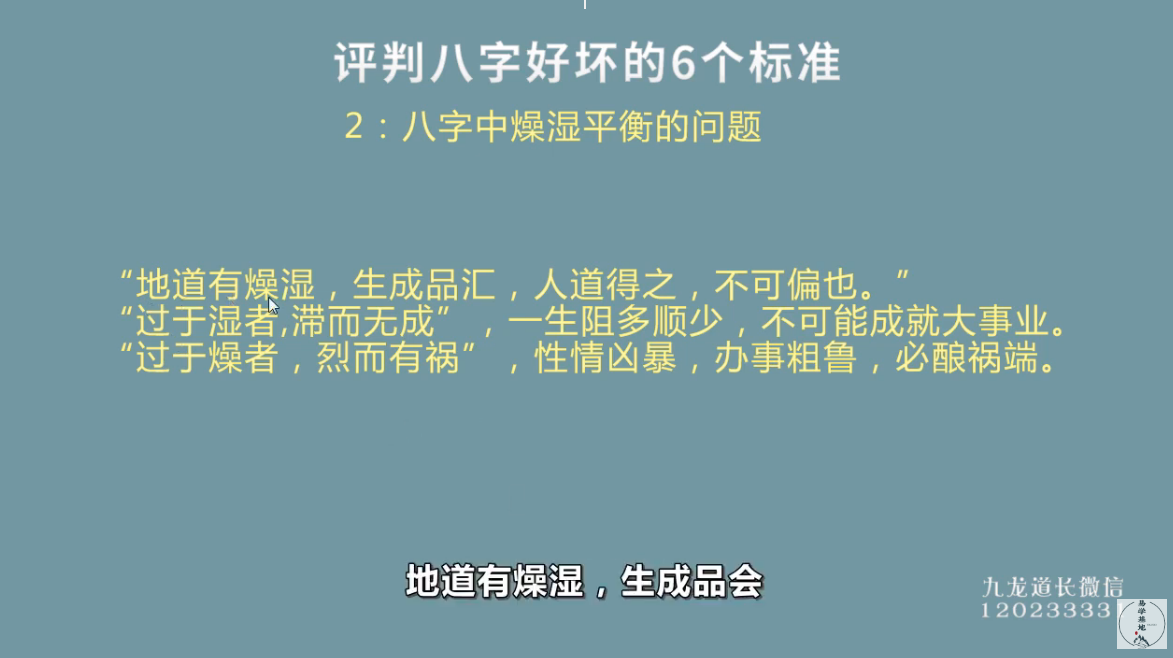 评判八字好坏的6个标准
2：八字中燥湿平衡的问题
“地道有燥湿，生成品汇，人道得之，不可偏也。”
“过于湿者,滞而无成”，一生阻多顺少，不可能成就大事业。
“过于燥者，烈而有祸”，性情凶暴，办事粗鲁，必酿祸端。
地道有燥湿，生成品会
九龙道长微信
12023333
易学基地